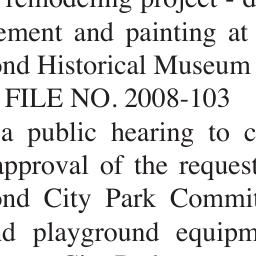 remodeling project - d
ement and painting at
ond Historical Museum
FILE NO. 2008-103
a public hearing to c
approval of the request
ond City Park Commit
nd playground equipm